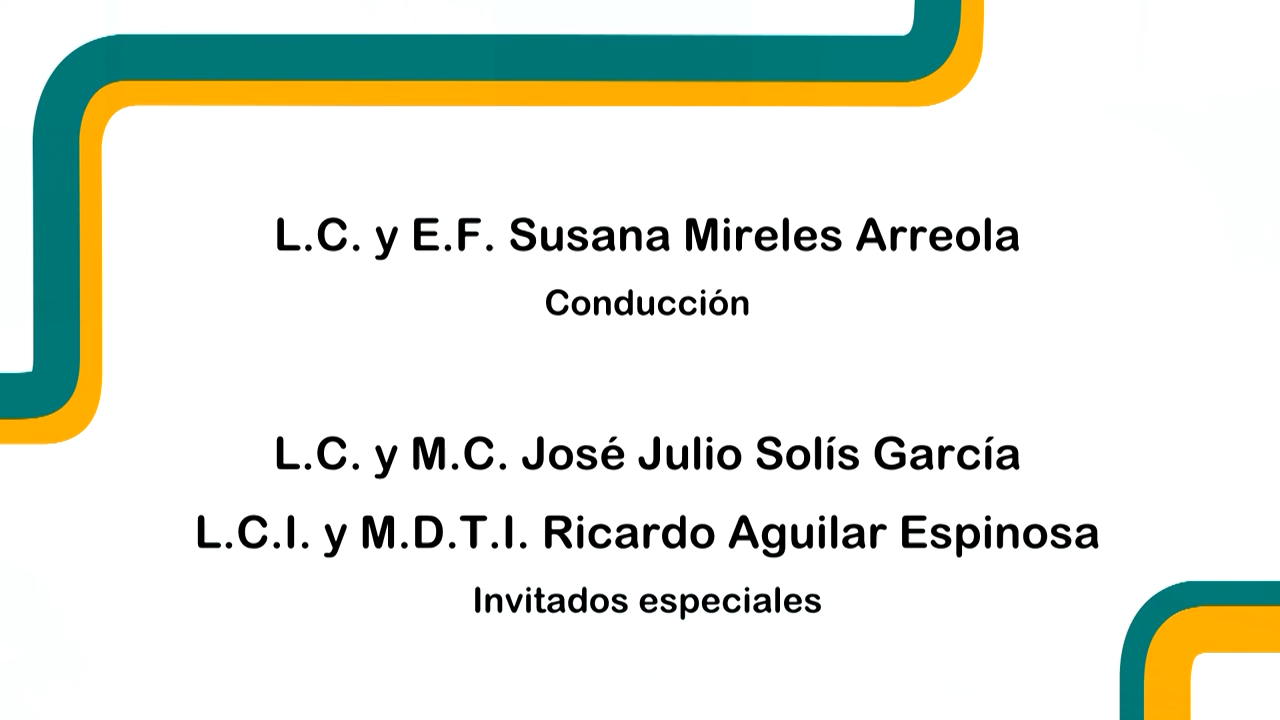 L.C. y E.F. Susana Mireles Arreola
Conducción
L.C. y M.C. José Julio Solís García
L.C.I. y M.D.T.I. Ricardo Aguilar Espinosa
Invitados especiales